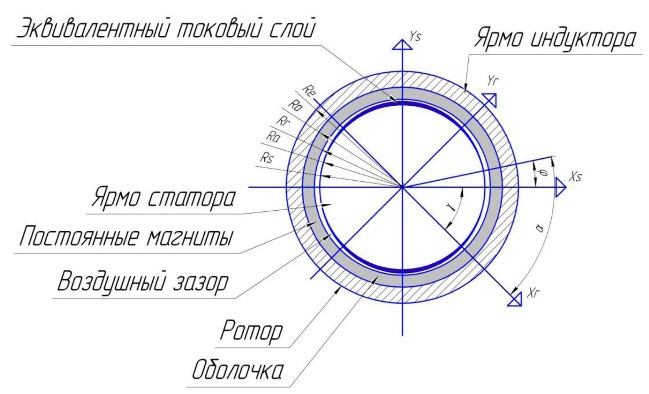 Эквивалентный токовый слой
Ys
Ярмо индуктора
Yr
Re
Ro
Rr
Ra
Rs
φ
Xs
Ярмо статора
γ
α
Постоянные магниты
Воздушный зазор
Xr
Ротор
Оболочка